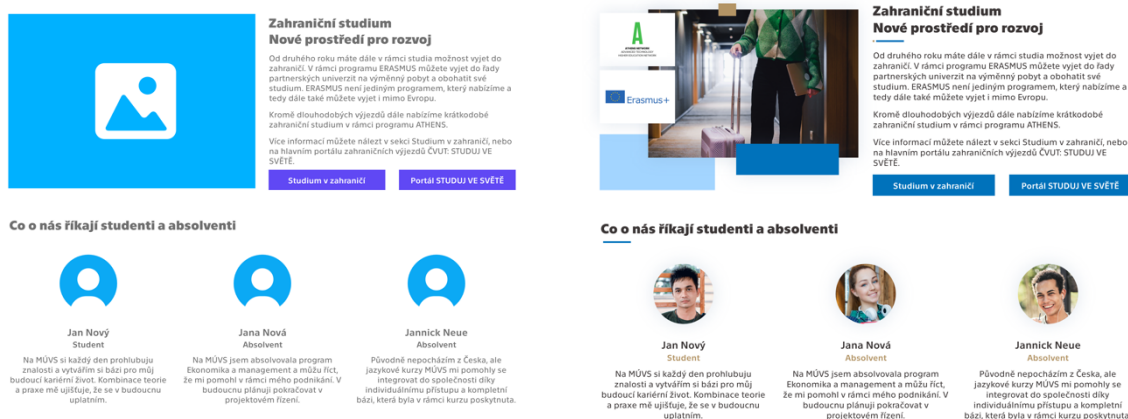 Zahraniční studium
Nové prostředí pro rozvoj
Od druhého roku máte dále v rámci studia možnost vyjet do
zahraničí. V rámci programu ERASMUS můžete vyjet do řady
partnerských univerzit na výměnný pobyt a obohatit své
studium. ERASMUS není jediným programem, který nabízíme a
tedy dále také můžete vyjet i mimo Evropu.
Kromě dlouhodobých výjezdů dále nabízíme krátkodobé
zahraniční studium v rámci programu ATHENS.
Více informací můžete nálezt v sekci Studium v zahraničí, nebo
na hlavním portálu zahraničních výjezdů ČVUT: STUDUJ VE
SVĚTĚ.
Studium v zahraničí
Portál STUDUJ VE SVĚTĚ
Co o nás říkají studenti a absolventi
Jan Nový
Student
Na MÚVS si každý den prohlubuju
znalosti a vytvářím si bázi pro můj
budoucí kariérní život. Kombinace teorie
a praxe mě ujišťuje, že se v budoucnu
uplatním.
Jana Nová
Absolvent
Na MÚVS jsem absolvovala program
Ekonomika a management a můžu říct,
že mi pomohl v rámci mého podnikání. V
budoucnu plánuji pokračovat v
projektovém řízení.
Jannick Neue
Absolvent
Původně nepocházím z Česka, ale
jazykové kurzy MÚVS mi pomohly se
integrovat do společnosti díky
individuálnímu přístupu a kompletní
bázi, která byla v rámci kurzu poskytnuta.
ATHENS NETWORK
Erasmus+
Zahraniční studium
Nové prostředí pro rozvoj
Od druhého roku máte dále v rámci studia možnost vyjet do
zahraničí. V rámci programu ERASMUS můžete vyjet do řady
partnerských univerzit na výměnný pobyt a obohatit své
studium. ERASMUS není jediným programem, který nabízíme a
tedy dále také můžete vyjet i mimo Evropu.
Kromě dlouhodobých výjezdů dále nabízíme krátkodobé
zahraniční studium v rámci programu ATHENS.
Více informací můžete nálezt v sekci Studium v zahraničí, nebo
na hlavním portálu zahraničních výjezdů ČVUT: STUDUJ VE
SVĚTĚ.
Studium v zahraničí
Portál STUDUJ VE SVĚTĚ
Co o nás říkají studenti a absolventi
Jan Nový
Student
Na MÚVS si každý den prohlubuju
znalosti a vytvářím si bázi pro můj
budoucí kariérní život. Kombinace teorie
a praxe mě ujišťuje, že se v budoucnu
uplatním.
Jana Nová
Absolvent
Na MÚVS jsem absolvovala program
Ekonomika a management a můžu říct,
že mi pomohl v rámci mého podnikání. V
budoucnu plánuji pokračovat v
projektovém řízení.
Jannick Neue
Absolvent
Původně nepocházím z Česka, ale
jazykové kurzy MÚVS mi pomohly se
integrovat do společnosti díky
individuálnímu přístupu a kompletní
bázi, která byla v rámci kurzu poskytnuta.